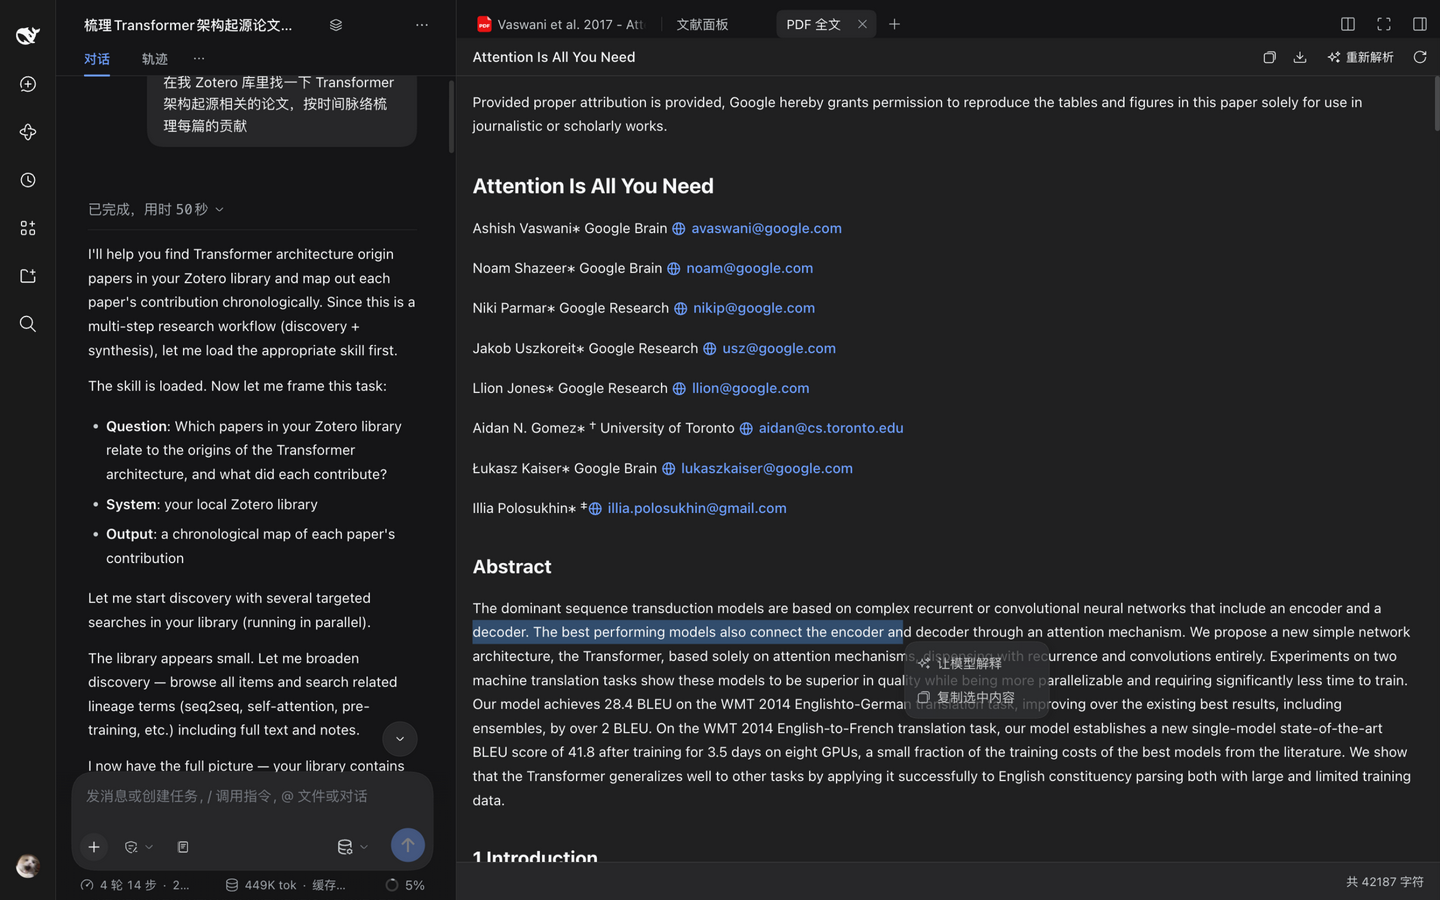 梳理 Transformer 架构起源论文...
对话
轨迹
在我 Zotero 库里找一下 Transformer
架构起源相关的论文，按时间脉络梳
理每篇的贡献
已完成，用时 50秒
I'll help you find Transformer architecture origin
papers in your Zotero library and map out each
paper's contribution chronologically. Since this is a
multi-step research workflow (discovery +
synthesis), let me load the appropriate skill first.
The skill is loaded. Now let me frame this task:
• Question: Which papers in your Zotero library
relate to the origins of the Transformer
architecture, and what did each contribute?
• System: your local Zotero library
• Output: a chronological map of each paper's
contribution
Let me start discovery with several targeted
searches in your library (running in parallel).
The library appears small. Let me broaden
discovery — browse all items and search related
lineage terms (seq2seq, self-attention, pre-
training, etc.) including full text and notes.
I now have the full picture — your library contains
发消息或创建任务, / 调用指令, @ 文件或对话
4 轮 14 步 · 2...
449K tok · 缓存...
5%
PDF
Vaswani et al. 2017 - Att
文献面板
PDF 全文
Attention Is All You Need
重新解析
Provided proper attribution is provided, Google hereby grants permission to reproduce the tables and figures in this paper solely for use in
journalistic or scholarly works.
Attention Is All You Need
Ashish Vaswani∗ Google Brain avaswani@google.com
Noam Shazeer∗ Google Brain noam@google.com
Niki Parmar∗ Google Research nikip@google.com
Jakob Uszkoreit∗ Google Research usz@google.com
Llion Jones∗ Google Research llion@google.com
Aidan N. Gomez∗ † University of Toronto aidan@cs.toronto.edu
Łukasz Kaiser∗ Google Brain lukaszkaiser@google.com
Illia Polosukhin∗ ‡ illia.polosukhin@gmail.com
Abstract
The dominant sequence transduction models are based on complex recurrent or convolutional neural networks that include an encoder and a
decoder. The best performing models also connect the encoder and decoder through an attention mechanism. We propose a new simple network
architecture, the Transformer, based solely on attention mechanisms, dispensing with recurrence and convolutions entirely. Experiments on two
machine translation tasks show these models to be superior in quality while being more parallelizable and requiring significantly less time to train.
Our model achieves 28.4 BLEU on the WMT 2014 Englishto-German translation task, improving over the existing best results, including
ensembles, by over 2 BLEU. On the WMT 2014 English-to-French translation task, our model establishes a new single-model state-of-the-art
BLEU score of 41.8 after training for 3.5 days on eight GPUs, a small fraction of the training costs of the best models from the literature. We show
that the Transformer generalizes well to other tasks by applying it successfully to English constituency parsing both with large and limited training
data.
让模型解释
复制选中内容
1 Introduction
共 42187 字符